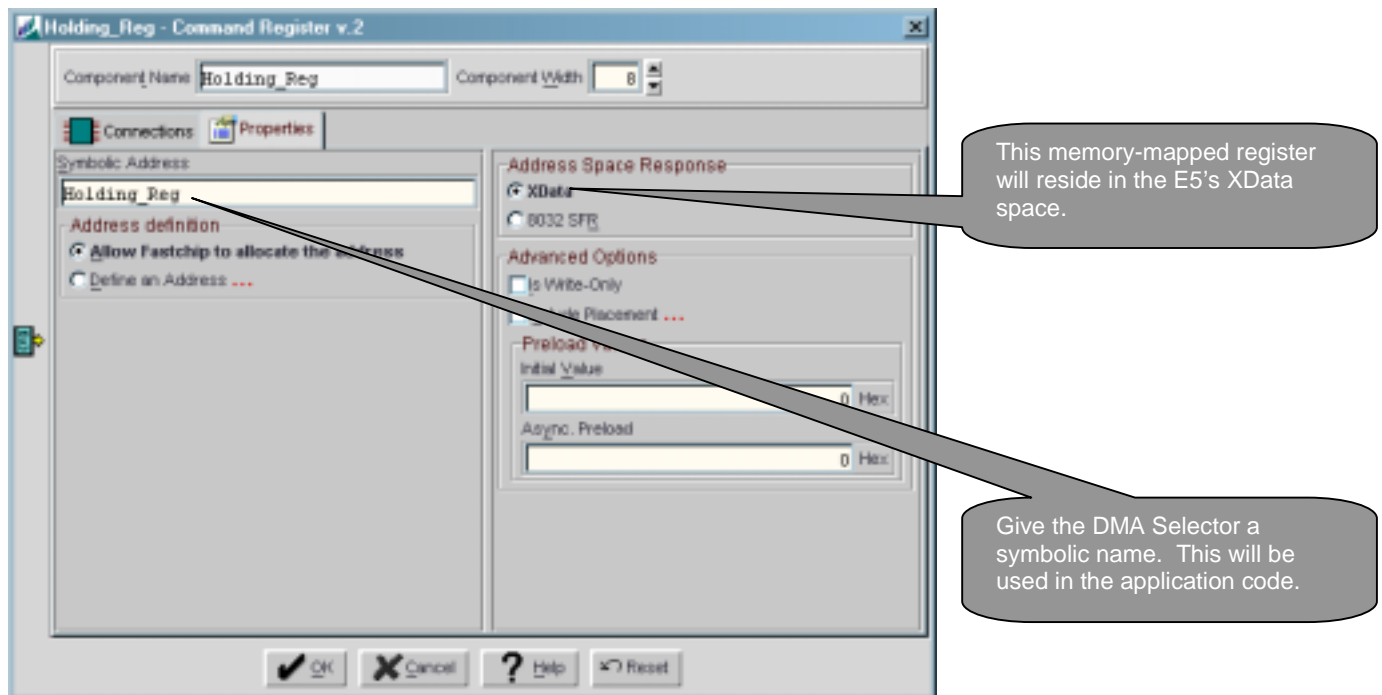 Holding_Reg - Command Register v.2
Component Name Holding_Reg Component Width 8
Connections Properties
Symbolic Address
Holding_Reg
Address definition
Allow Fastchip to allocate the address
Define an Address ...
Address Space Response
XData
8032 SFR
Advanced Options
Is Write-Only
Placement ...
Preload
Initial Value
0 Hex
Async. Preload
0 Hex
OK Cancel Help Reset
This memory-mapped register
will reside in the E5's XData
space.
Give the DMA Selector a
symbolic name. This will be
used in the application code.